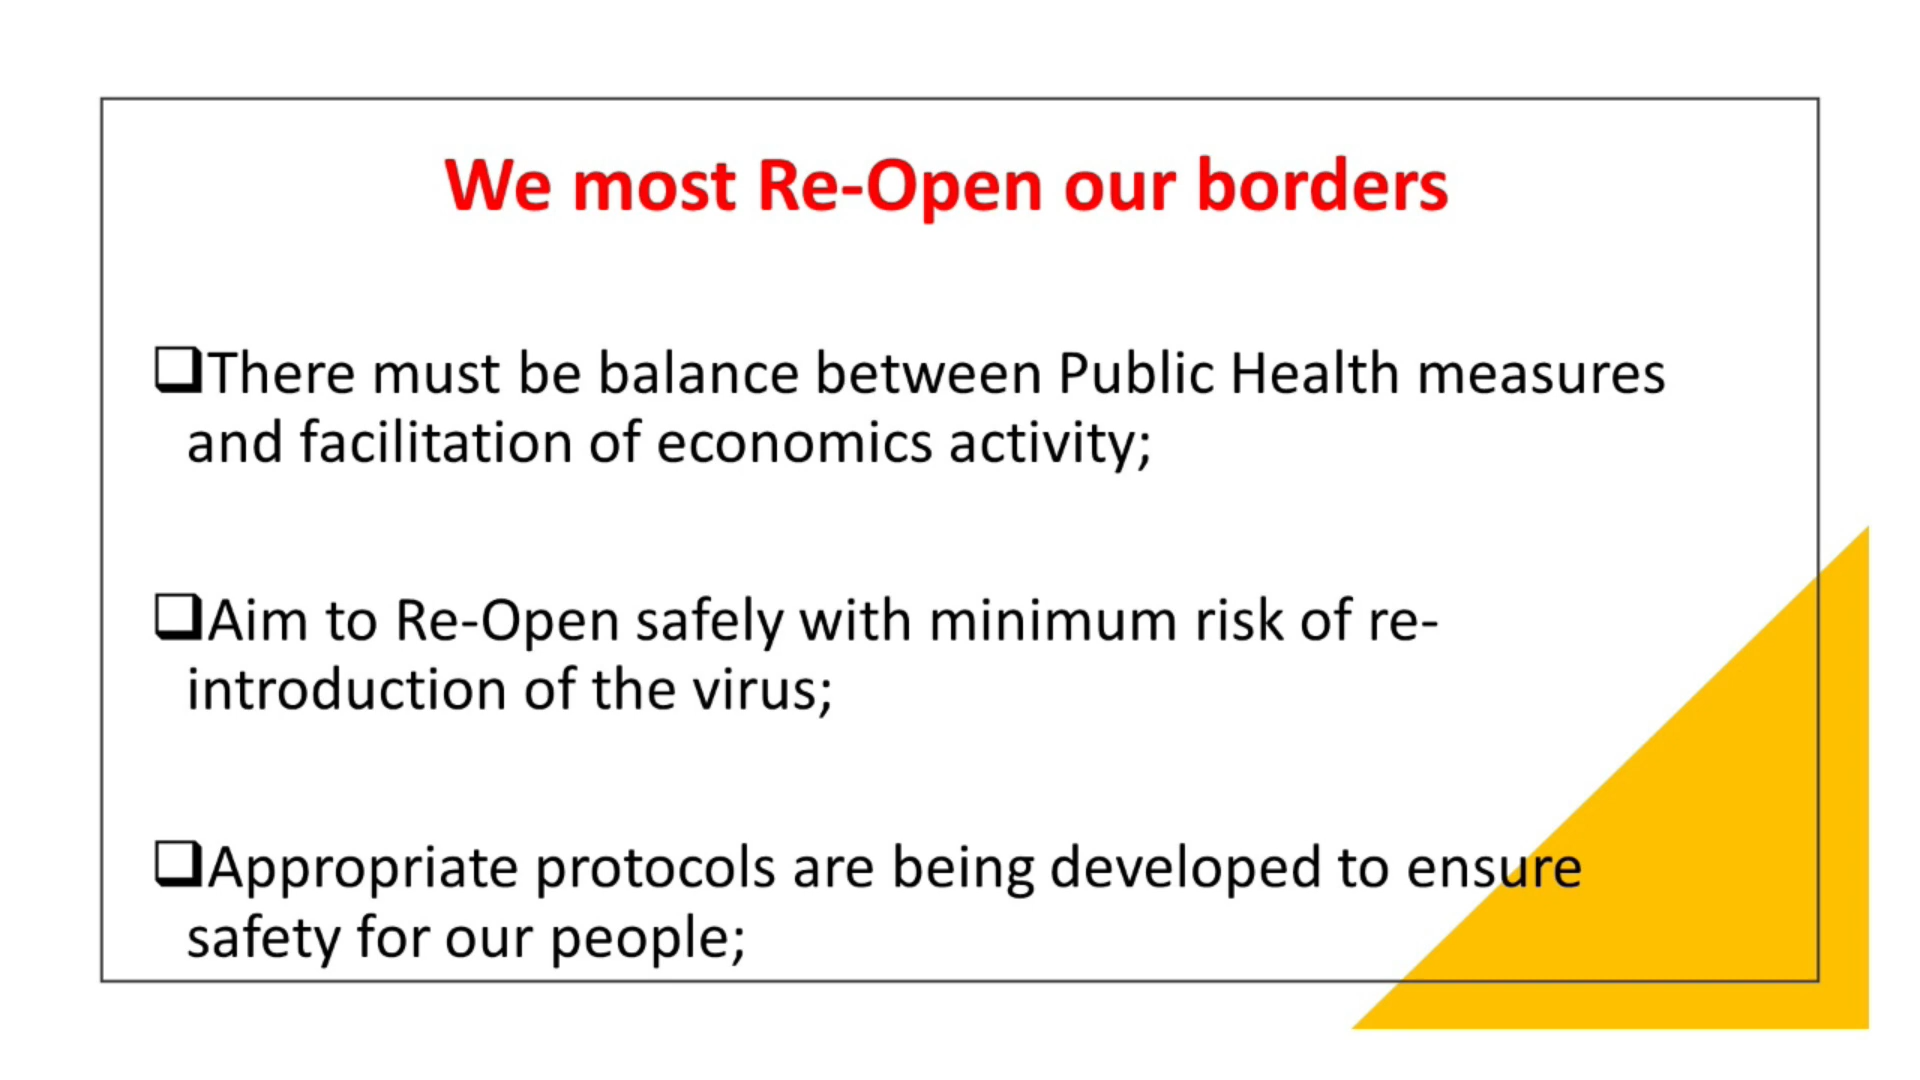 We most Re-Open our borders
❑There must be balance between Public Health measures
and facilitation of economics activity;
❑Aim to Re-Open safely with minimum risk of re-
introduction of the virus;
❑Appropriate protocols are being developed to ensure
safety for our people;